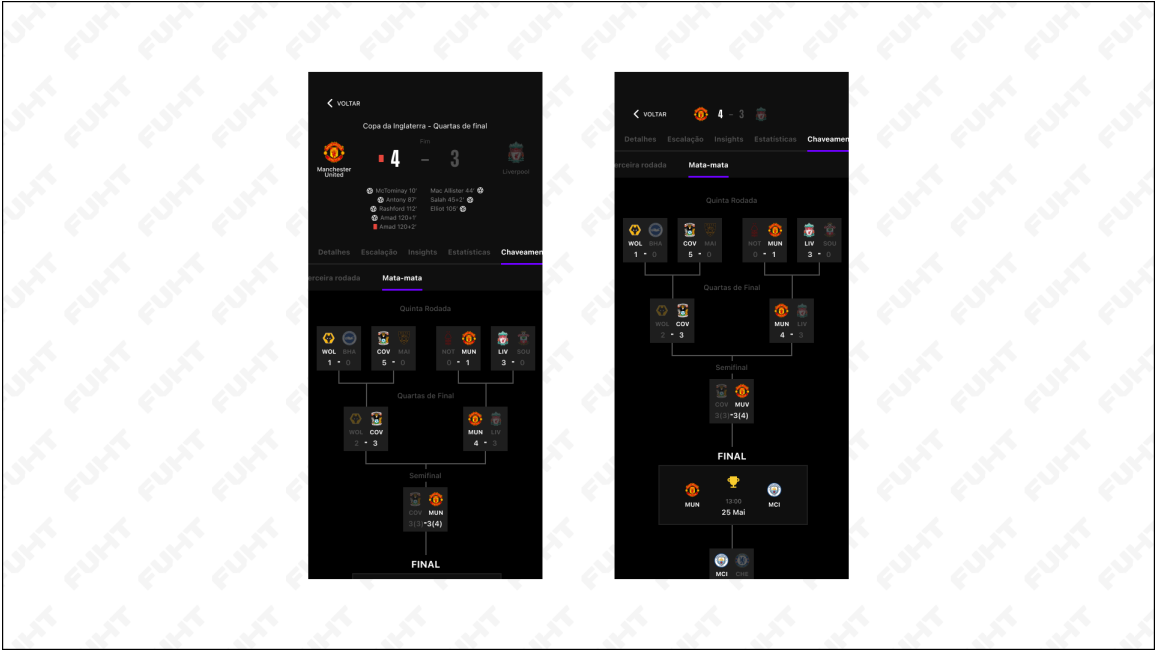 VOLTAR
Copa da Inglaterra - Quartas de final
Fim
4 - 3
Manchester United
Liverpool
McTominay 10'
Antony 87'
Rashford 112'
Amad 120+1'
Amad 120+2'
Mac Allister 44'
Salah 45+2'
Elliot 105'
Detalhes Escalação Insights Estatísticas Chaveamen
erceira rodada Mata-mata
Quinta Rodada
WOL BHA COV MAI NOT MUN LIV SOU
1 - 0 5 - 0 0 - 1 3 - 0
Quartas de Final
WOL COV MUN LIV
2 - 3 4 - 3
Semifinal
COV MUN
3(3)-3(4)
FINAL
VOLTAR 4 - 3
Detalhes Escalação Insights Estatísticas Chaveamen
erceira rodada Mata-mata
Quinta Rodada
WOL BHA COV MAI NOT MUN LIV SOU
1 - 0 5 - 0 0 - 1 3 - 0
Quartas de Final
WOL COV MUN LIV
2 - 3 4 - 3
Semifinal
COV MUV
3(3)-3(4)
FINAL
MUN 13:00 MCI
25 Mai
MCI CHE
FUHT